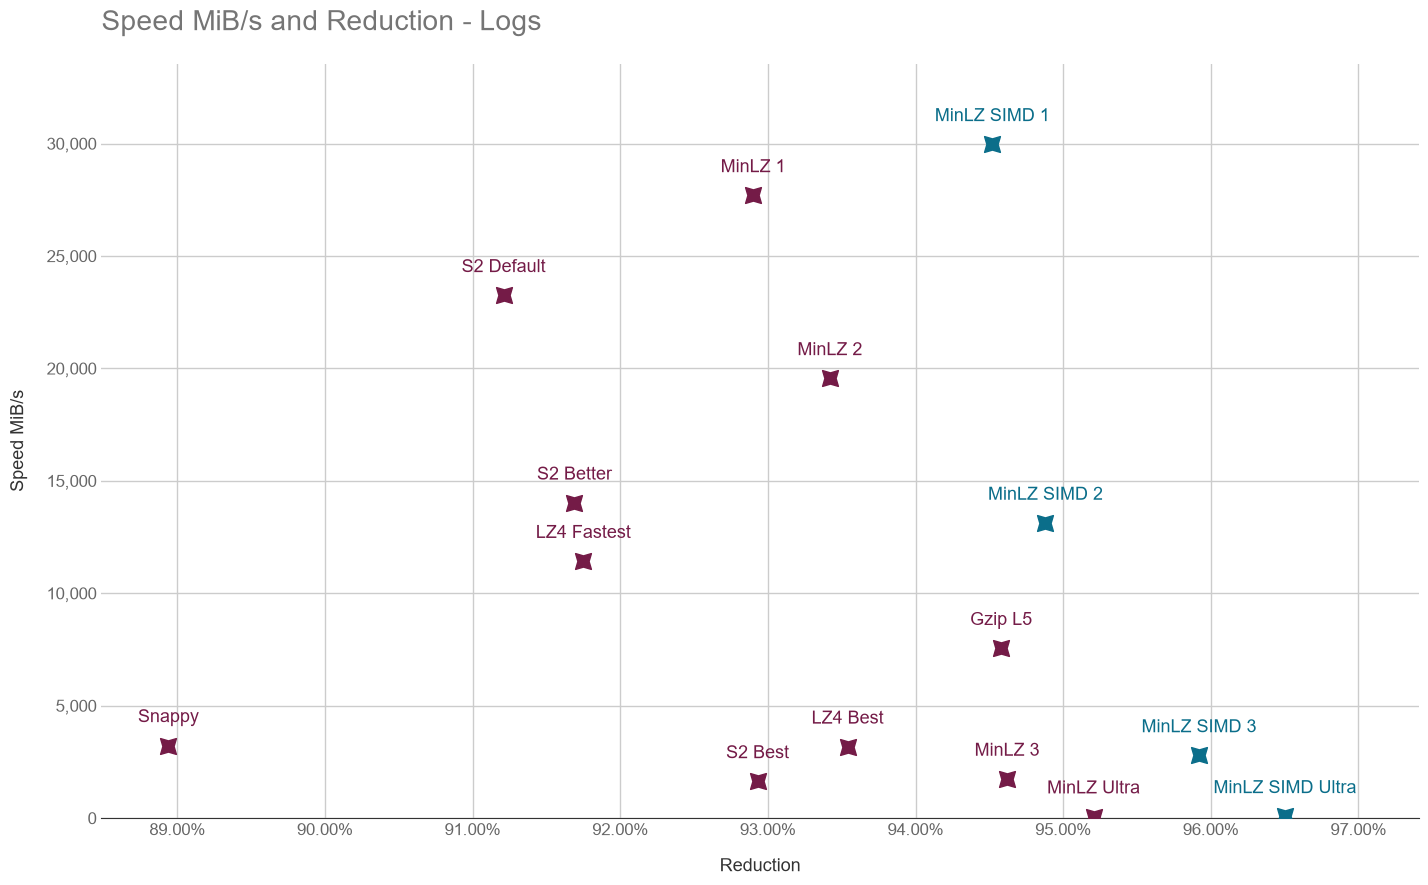 Speed MiB/s and Reduction - Logs
MinLZ SIMD 1
30,000
MinLZ 1
25,000
S2 Default
20,000
MinLZ 2
Speed MiB/s
S2 Better
15,000
MinLZ SIMD 2
LZ4 Fastest
10,000
Gzip L5
5,000
Snappy
LZ4 Best
MinLZ SIMD 3
S2 Best
MinLZ 3
MinLZ Ultra
MinLZ SIMD Ultra
0
89.00%
90.00%
91.00%
92.00%
93.00%
94.00%
95.00%
96.00%
97.00%
Reduction